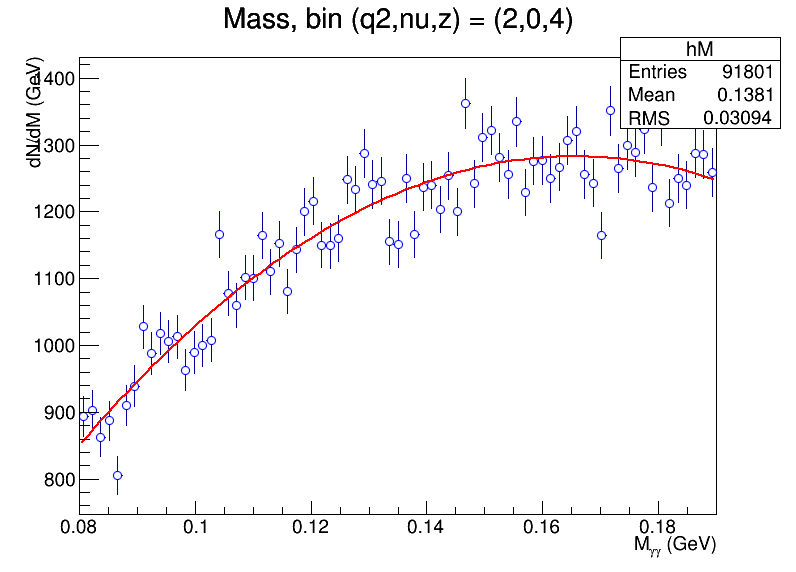 Mass, bin (q2,nu,z) = (2,0,4)
hM
Entries 91801
Mean 0.1381
RMS 0.03094
dN/dM (GeV)
1400
1300
1200
1100
1000
900
800
0.08 0.1 0.12 0.14 0.16 0.18
Mγγ (GeV)